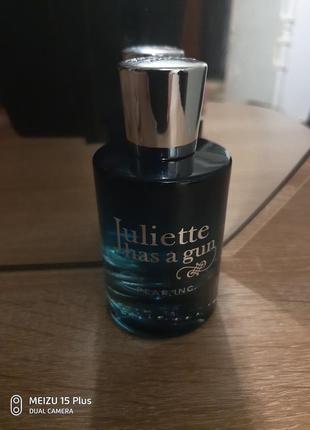 Juliette
has a gun
PEAR INC.
MEIZU 15 Plus
DUAL CAMERA